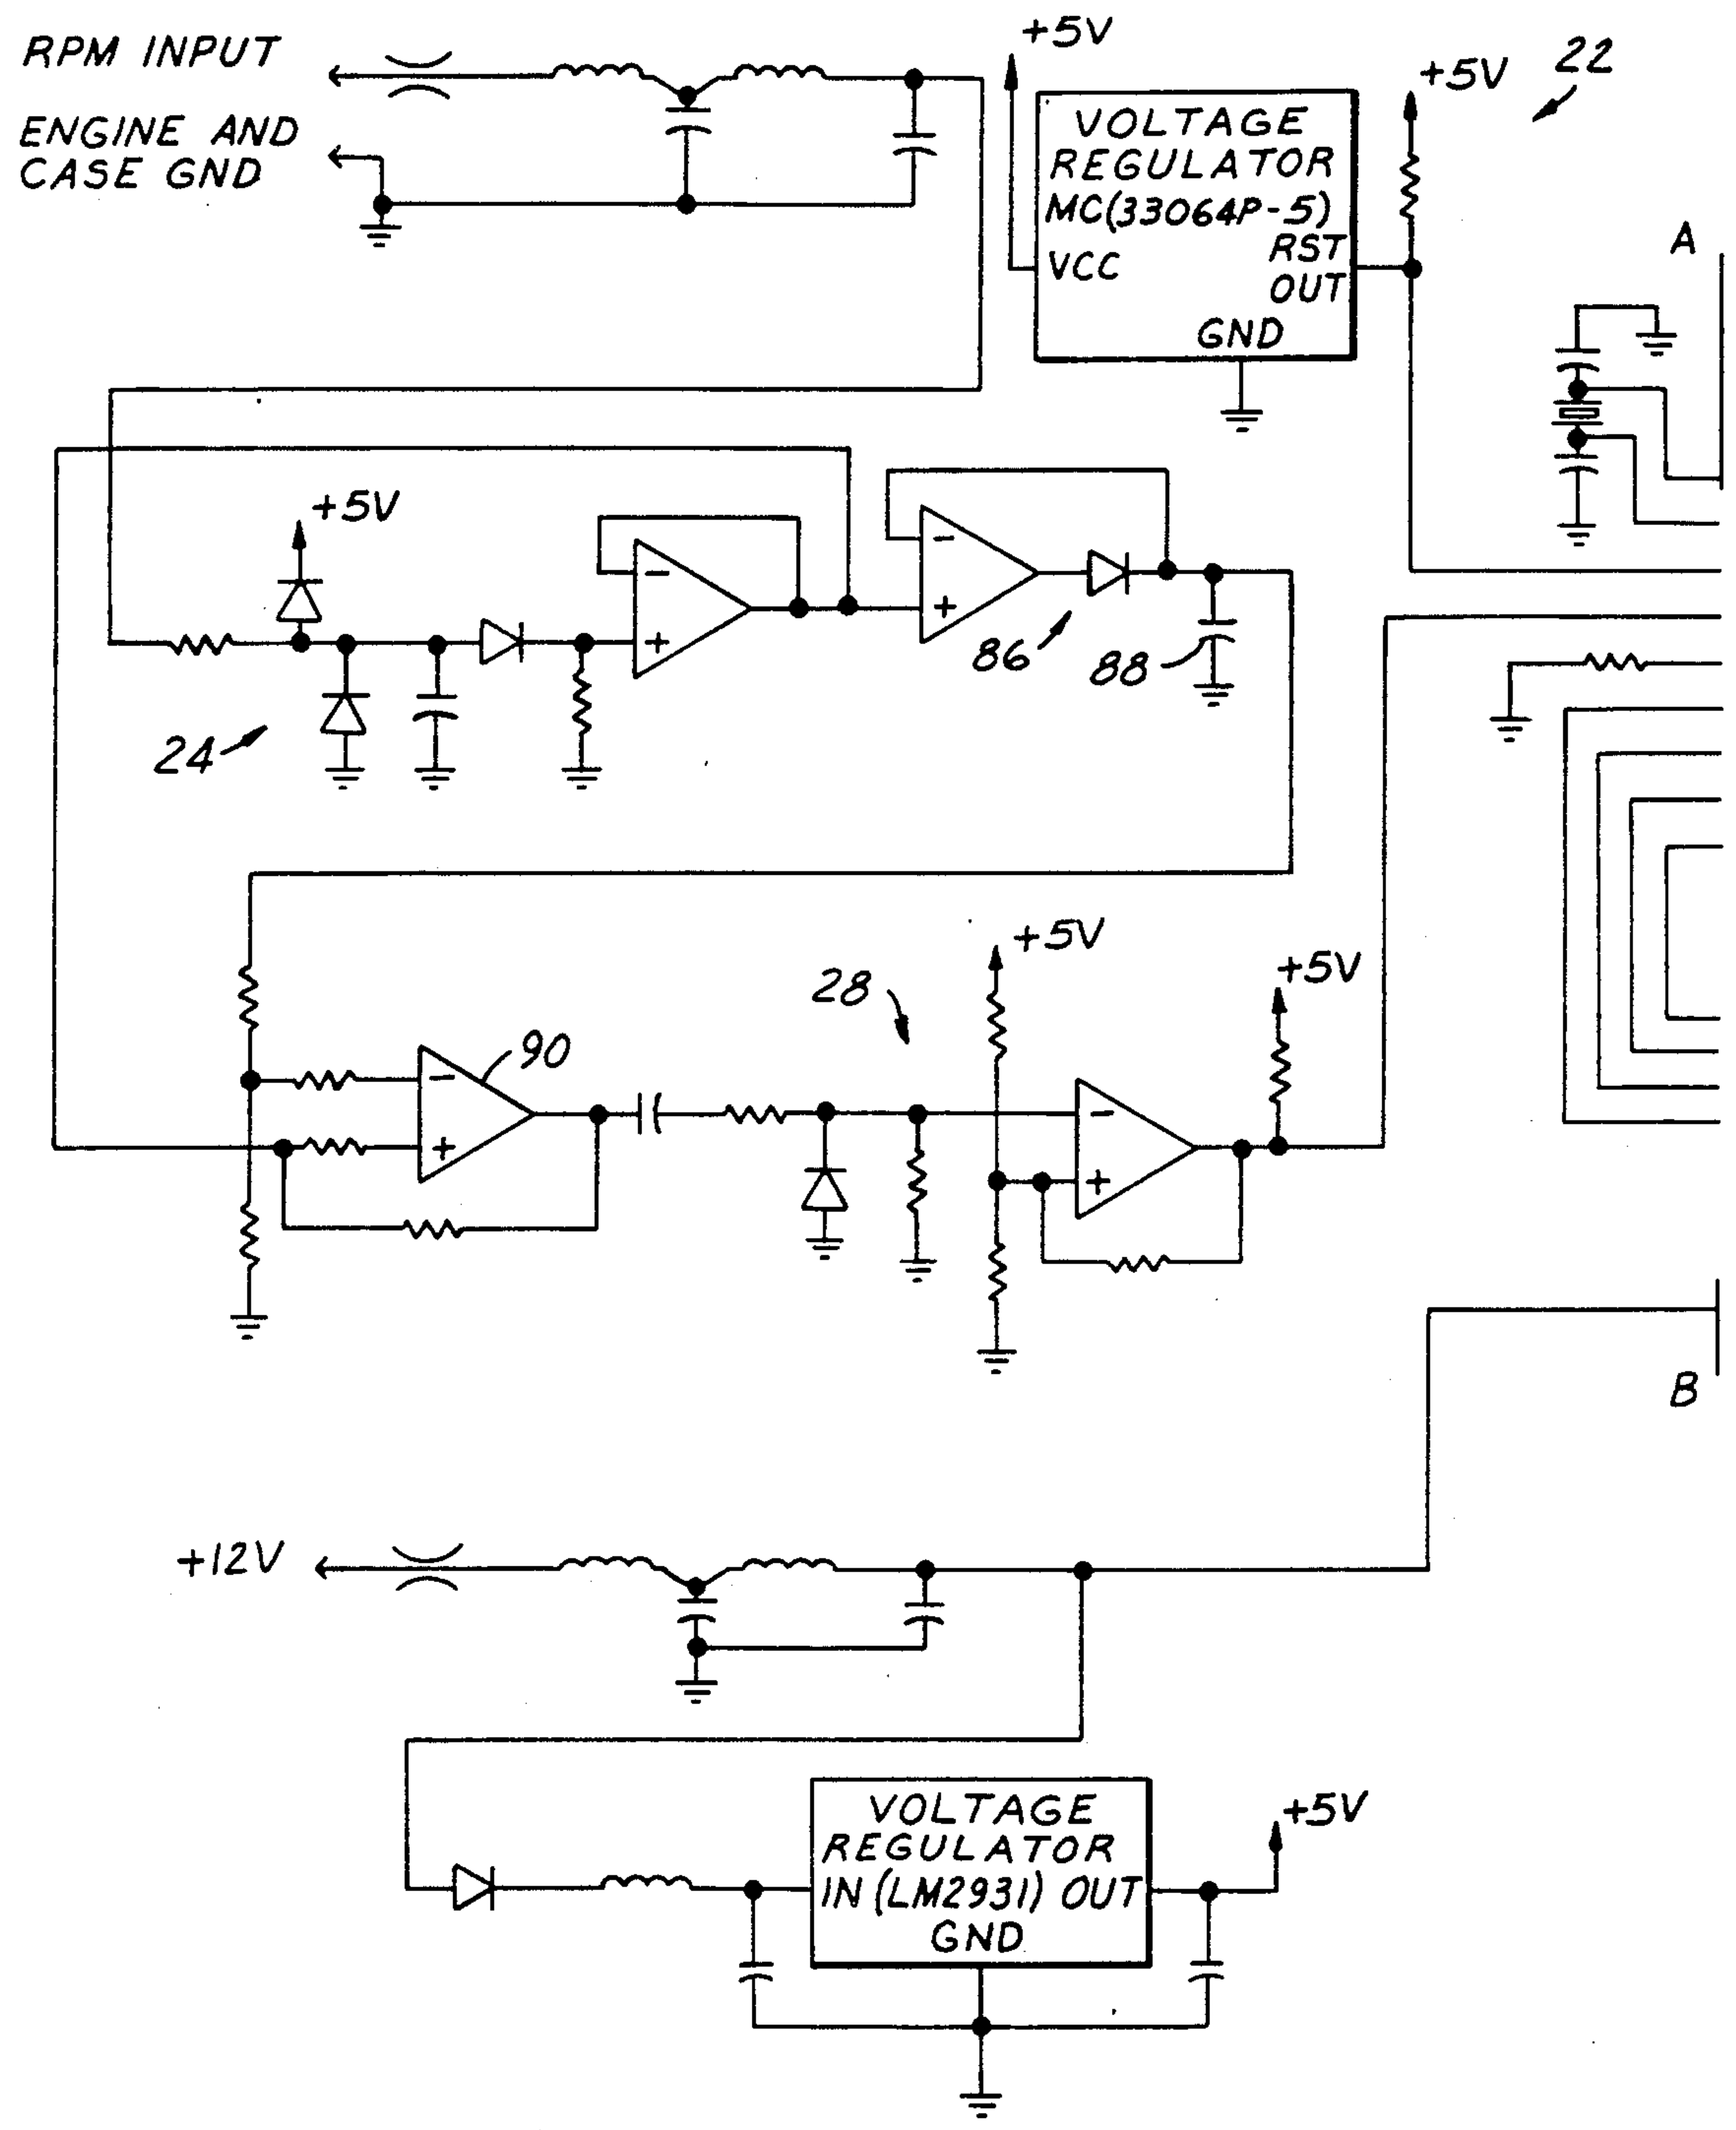 RPM INPUT
ENGINE AND
CASE GND
+5V
VOLTAGE
REGULATOR
MC(33064P-5)
RST
VCC
OUT
GND
+5V
22
A
+5V
-
+
-
+
24
86
88
90
-
+
28
+5V
-
+
+5V
B
+12V
VOLTAGE
REGULATOR
IN (LM2931) OUT
GND
+5V